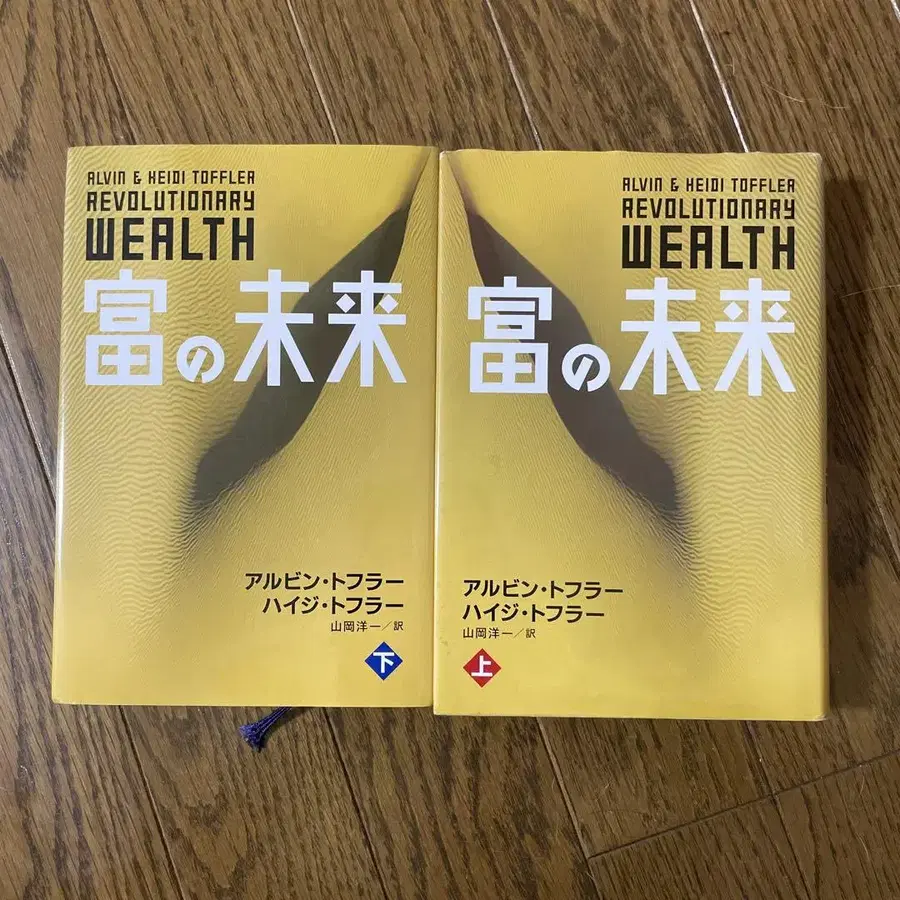 ALVIN & HEIDI TOFFLER
REVOLUTIONARY
WEALTH
富の未来
アルビン・トフラー
ハイジ・トフラー
山岡洋一/訳
下
ALVIN & HEIDI TOFFLER
REVOLUTIONARY
WEALTH
富の未来
アルビン・トフラー
ハイジ・トフラー
山岡洋一/訳
上